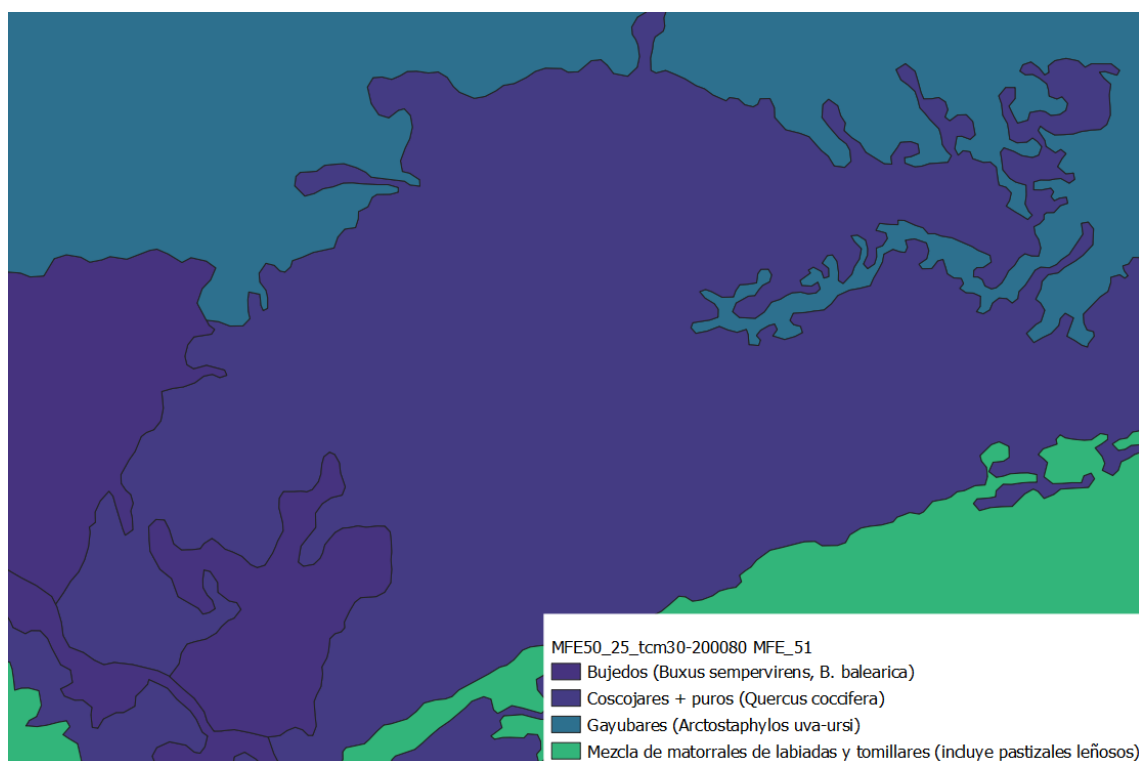 MFE50_25_tcm30-200080 MFE_51
Bujedos (Buxus sempervirens, B. balearica)
Coscojares + puros (Quercus coccifera)
Gayubares (Arctostaphylos uva-ursi)
Mezcla de matorrales de labiadas y tomillares (incluye pastizales leñosos)